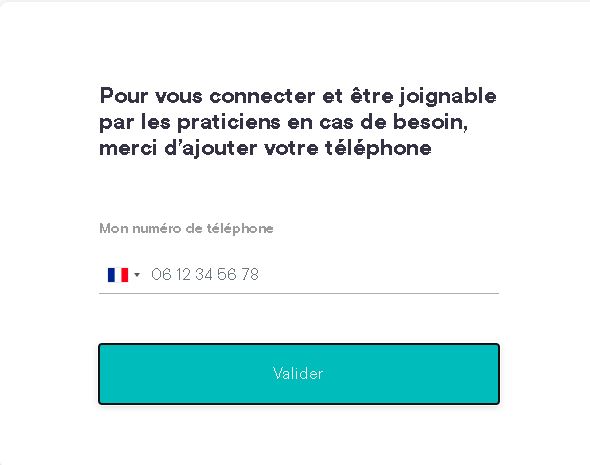 Pour vous connecter et être joignable
par les praticiens en cas de besoin,
merci d'ajouter votre téléphone
Mon numéro de téléphone
06 12 34 56 78
Valider